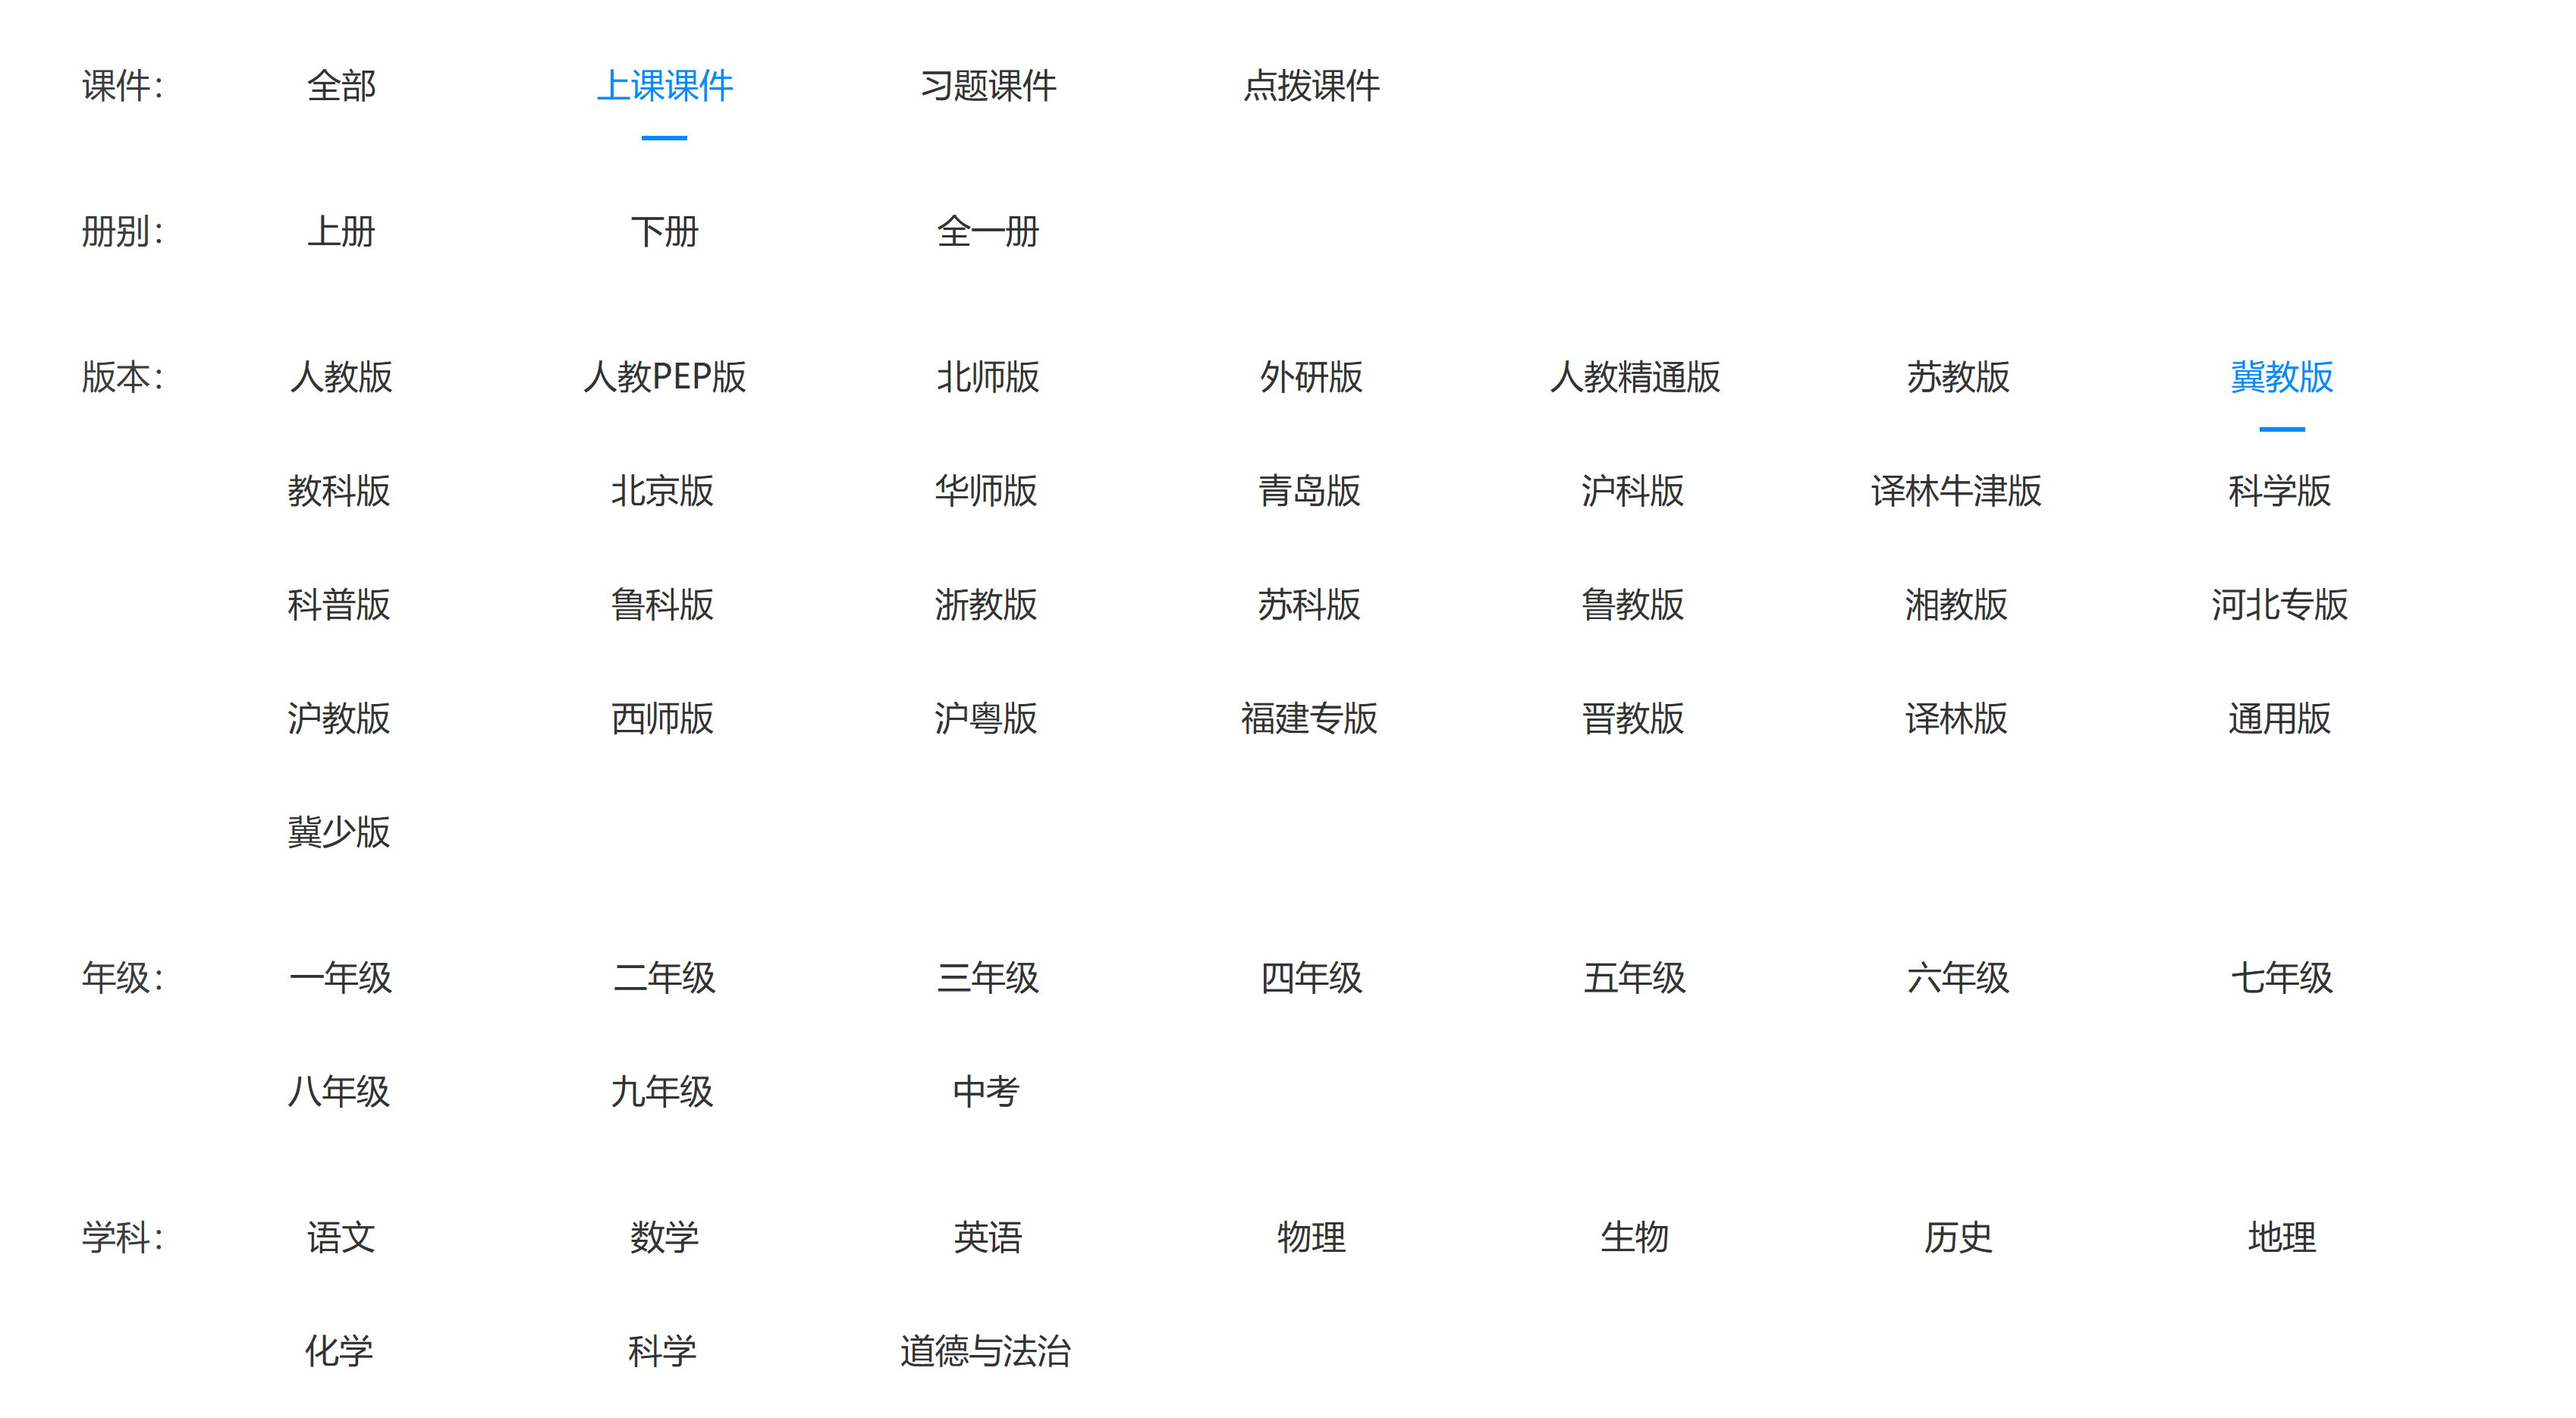 课件： 全部 上课课件 习题课件 点拨课件
册别： 上册 下册 全一册
版本： 人教版 人教PEP版 北师版 外研版 人教精通版 苏教版 冀教版
教科版 北京版 华师版 青岛版 沪科版 译林牛津版 科学版
科普版 鲁科版 浙教版 苏科版 鲁教版 湘教版 河北专版
沪教版 西师版 沪粤版 福建专版 晋教版 译林版 通用版
冀少版
年级： 一年级 二年级 三年级 四年级 五年级 六年级 七年级
八年级 九年级 中考
学科： 语文 数学 英语 物理 生物 历史 地理
化学 科学 道德与法治